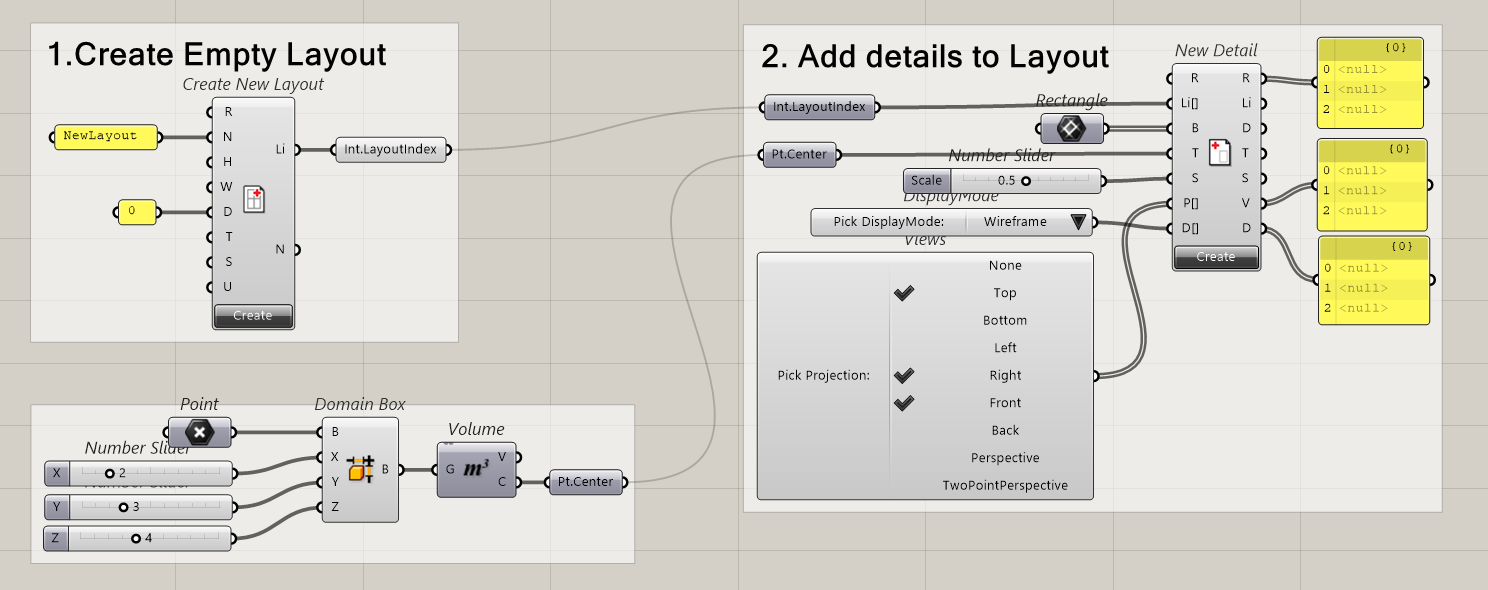 1.Create Empty Layout
Create New Layout
NewLayout
0
R
N
H
W
D
T
S
U
Li
N
Create
Int.LayoutIndex
Point
Number Slider
X 2
Number Slider
Y 3
Z 4
Domain Box
B
X
Y
Z
B
Volume
G
m³
V
C
Pt.Center
2. Add details to Layout
Int.LayoutIndex
Rectangle
Pt.Center
Number Slider
Scale 0.5
DisplayMode
Pick DisplayMode: Wireframe
Views
Pick Projection:
None
Top
Bottom
Left
Right
Front
Back
Perspective
TwoPointPerspective
New Detail
R
Li[]
B
T
S
P[]
D[]
R
Li
D
T
S
V
D
Create
{0}
0 <null>
1 <null>
2 <null>
{0}
0 <null>
1 <null>
2 <null>
{0}
0 <null>
1 <null>
2 <null>